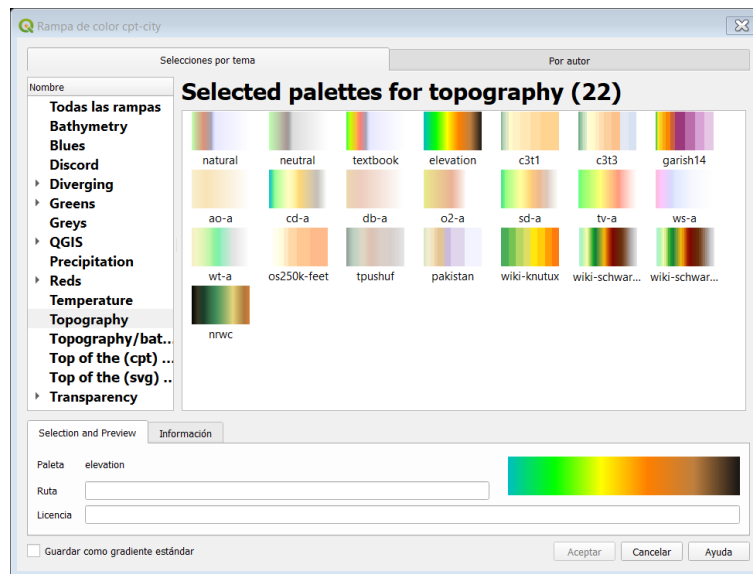 Rampa de color cpt-city
Selecciones por tema
Por autor
Nombre
Todas las rampas
Bathymetry
Blues
Discord
Diverging
Greens
Greys
QGIS
Precipitation
Reds
Temperature
Topography
Topography/bat...
Top of the (cpt) ...
Top of the (svg) ...
Transparency
Selected palettes for topography (22)
natural neutral textbook elevation c3t1 c3t3 garish14
ao-a cd-a db-a o2-a sd-a tv-a ws-a
wt-a os250k-feet tpushuf pakistan wiki-knutux wiki-schwar... wiki-schwar...
nrwc
Selection and Preview
Información
Paleta elevation
Ruta
Licencia
Guardar como gradiente estándar
Aceptar Cancelar Ayuda